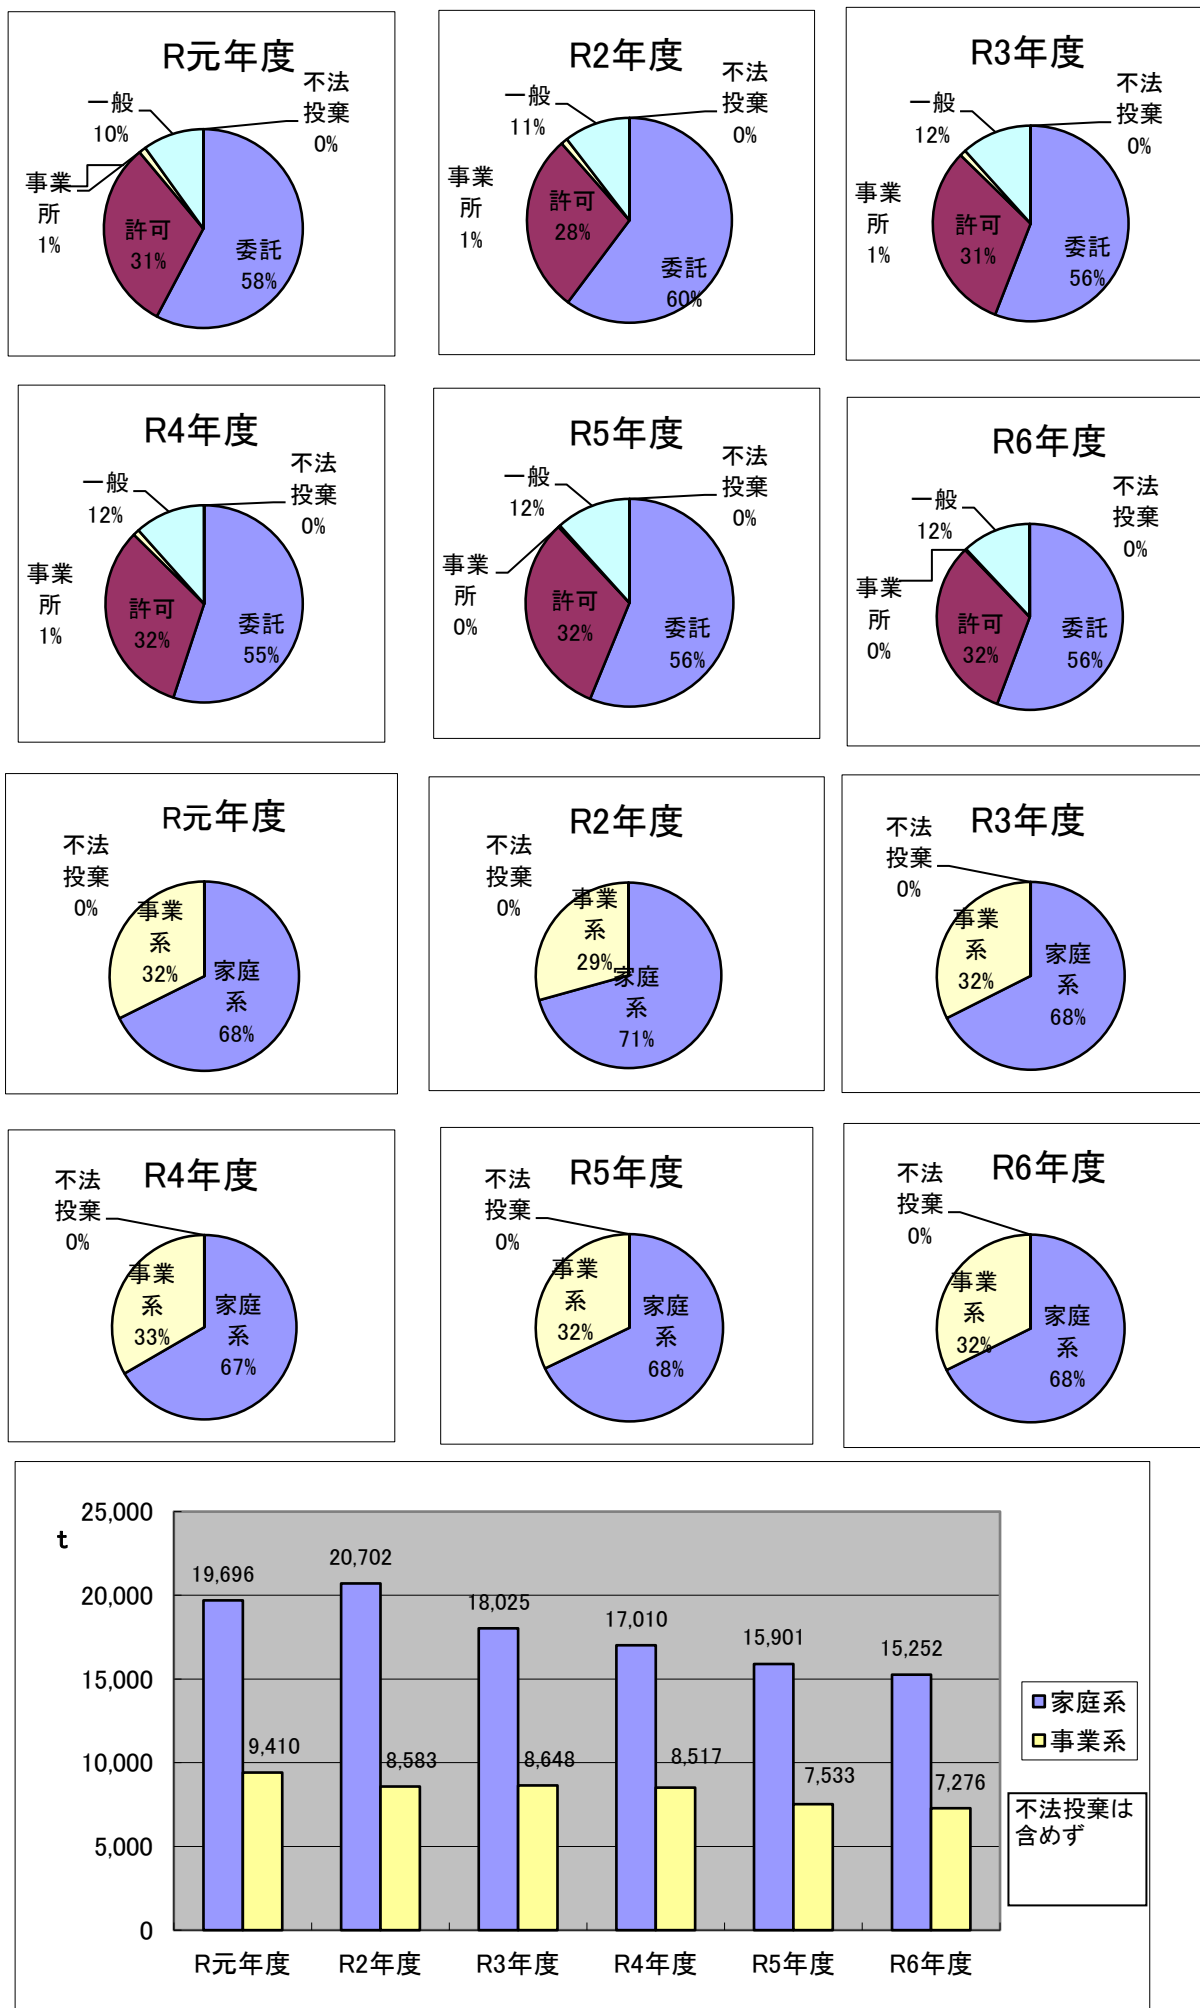 R元年度
不法
投棄
0%
一般
10%
事業
所
1%
許可
31%
委託
58%
R2年度
不法
投棄
0%
一般
11%
事業
所
1%
許可
28%
委託
60%
R3年度
不法
投棄
0%
一般
12%
事業
所
1%
許可
31%
委託
56%
R4年度
不法
投棄
0%
一般
12%
事業
所
1%
許可
32%
委託
55%
R5年度
不法
投棄
0%
一般
12%
事業
所
0%
許可
32%
委託
56%
R6年度
不法
投棄
0%
一般
12%
事業
所
0%
許可
32%
委託
56%
R元年度
不法
投棄
0%
事業
系
32%
家庭
系
68%
R2年度
不法
投棄
0%
事業
系
29%
家庭
系
71%
R3年度
不法
投棄
0%
事業
系
32%
家庭
系
68%
R4年度
不法
投棄
0%
事業
系
33%
家庭
系
67%
R5年度
不法
投棄
0%
事業
系
32%
家庭
系
68%
R6年度
不法
投棄
0%
事業
系
32%
家庭
系
68%
t
25,000
20,000
15,000
10,000
5,000
0
19,696
9,410
20,702
8,583
18,025
8,648
17,010
8,517
15,901
7,533
15,252
7,276
R元年度
R2年度
R3年度
R4年度
R5年度
R6年度
家庭系
事業系
不法投棄は
含めず